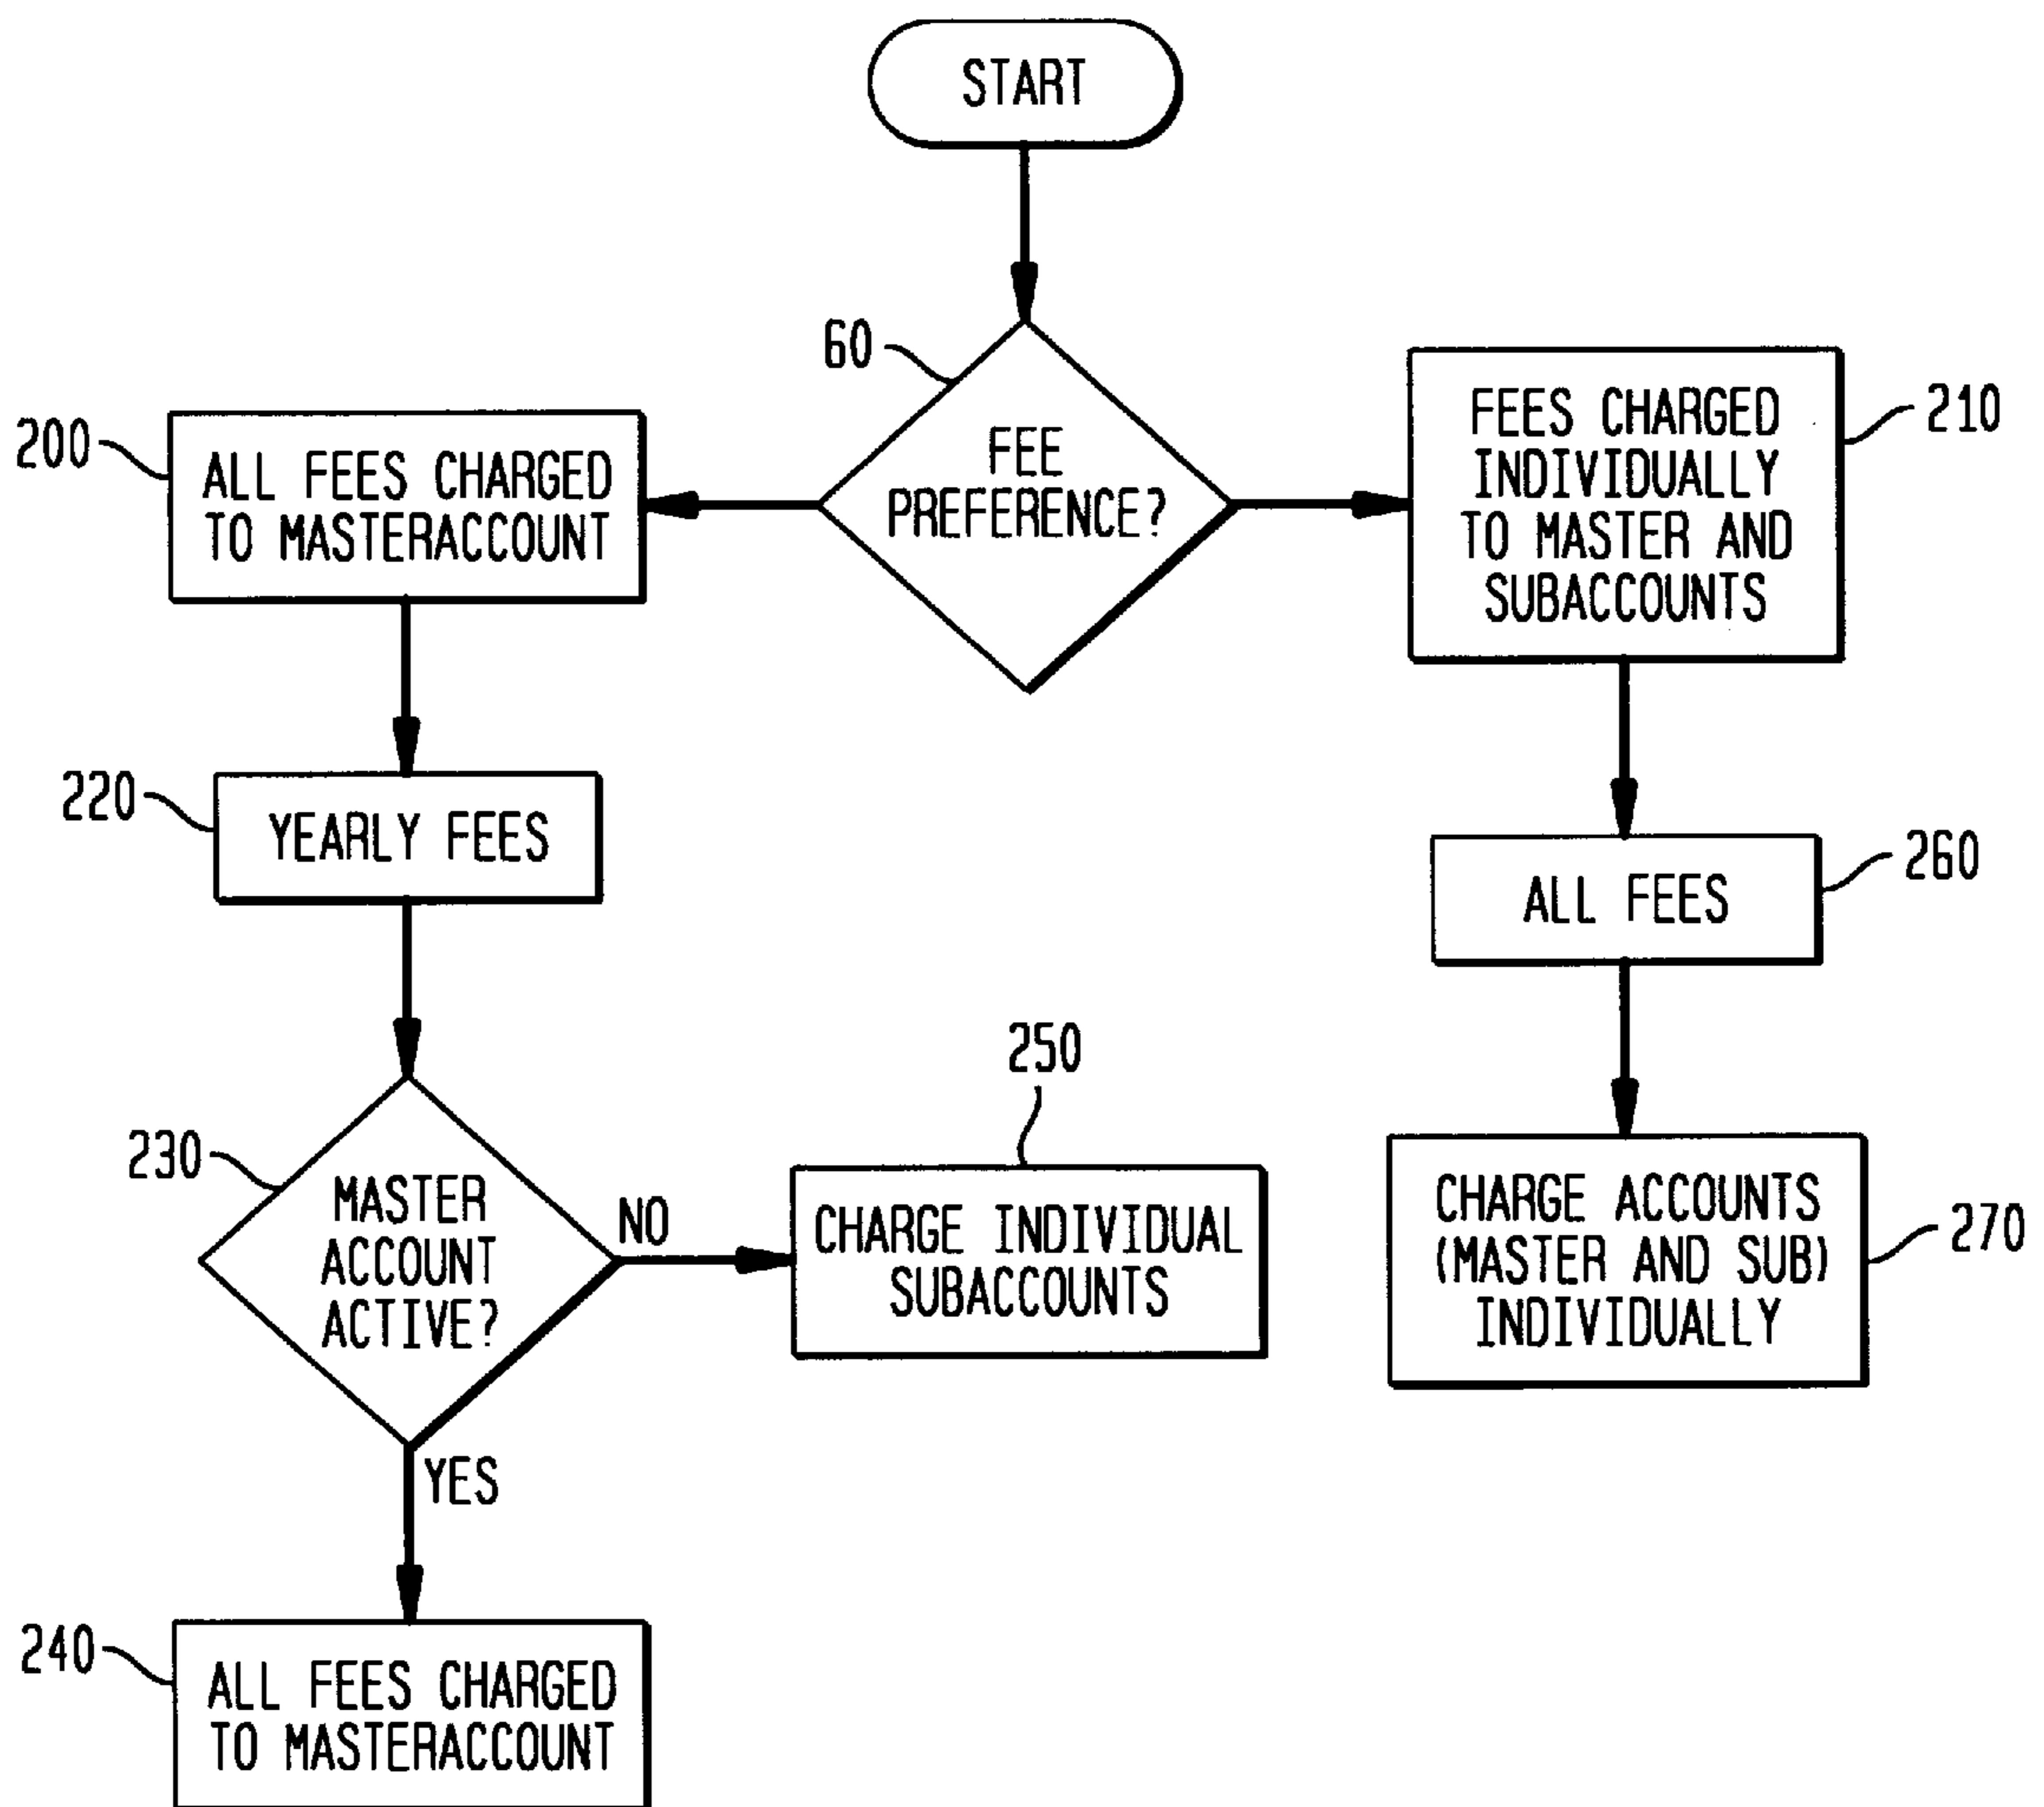 START
60
FEE
PREFERENCE?
200
ALL FEES CHARGED
TO MASTERACCOUNT
FEES CHARGED
INDIVIDUALLY
TO MASTER AND
SUBACCOUNTS
210
220
YEARLY FEES
ALL FEES
260
230
MASTER
ACCOUNT
ACTIVE?
NO
250
CHARGE INDIVIDUAL
SUBACCOUNTS
CHARGE ACCOUNTS
(MASTER AND SUB)
INDIVIDUALLY
270
YES
240
ALL FEES CHARGED
TO MASTERACCOUNT